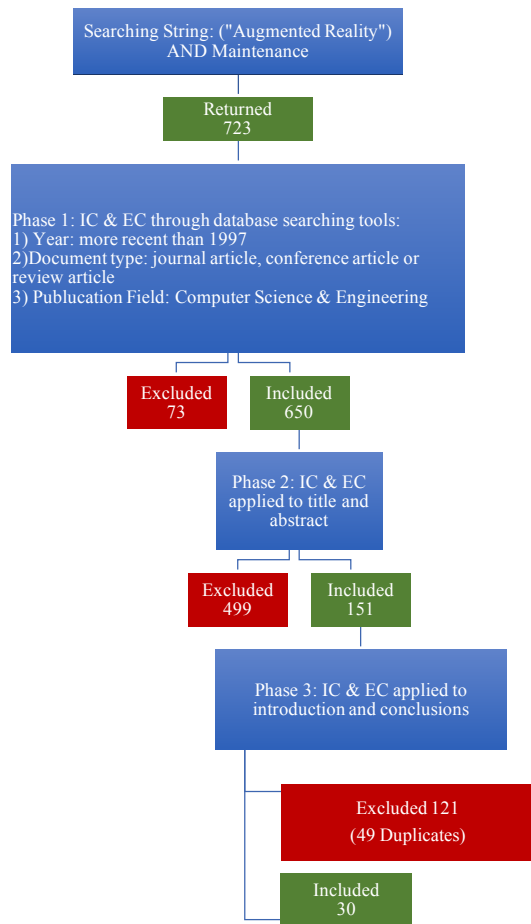 Searching String: ("Augmented Reality")
AND Maintenance
Returned
723
Phase 1: IC & EC through database searching tools:
1) Year: more recent than 1997
2)Document type: journal article, conference article or
review article
3) Publucation Field: Computer Science & Engineering
Excluded
73
Included
650
Phase 2: IC & EC
applied to title and
abstract
Excluded
499
Included
151
Phase 3: IC & EC applied to
introduction and conclusions
Excluded 121
(49 Duplicates)
Included
30